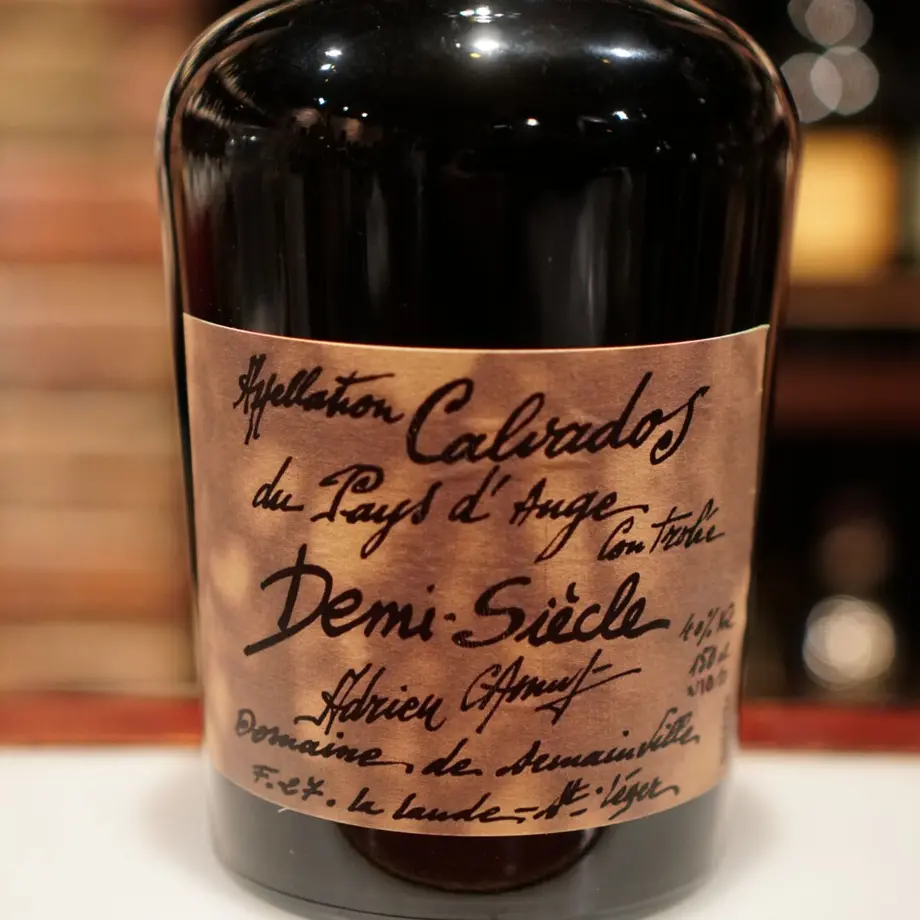 Appellation Calvados
du Pays d'Auge
Controlée
Demi-Siècle
40% vol
150 cl
Adrien Camut
Domaine de Semainville
F.27. la Lande-St-Léger